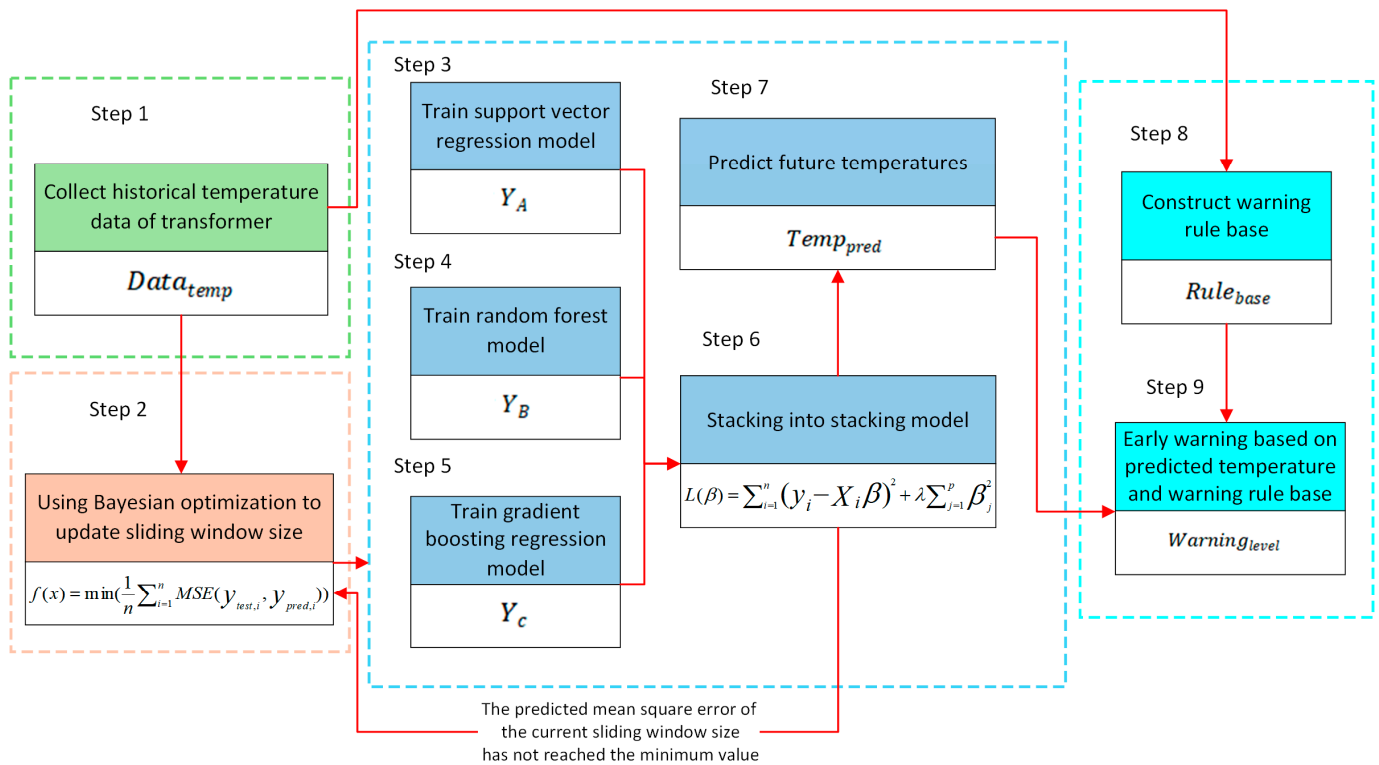 Step 1
Collect historical temperature
data of transformer
Data_temp
Step 2
Using Bayesian optimization to
update sliding window size
f(x) = min(1/n ∑_{i=1}^{n} MSE(y_{test,i}, y_{pred,i}))
Step 3
Train support vector
regression model
Y_A
Step 4
Train random forest
model
Y_B
Step 5
Train gradient
boosting regression
model
Y_c
Step 6
Stacking into stacking model
L(β) = ∑_{i=1}^{n} (y_i − X_i β)^2 + λ ∑_{j=1}^{p} β_j^2
Step 7
Predict future temperatures
Temp_pred
Step 8
Construct warning
rule base
Rule_base
Step 9
Early warning based on
predicted temperature
and warning rule base
Warning_level
The predicted mean square error of
the current sliding window size
has not reached the minimum value